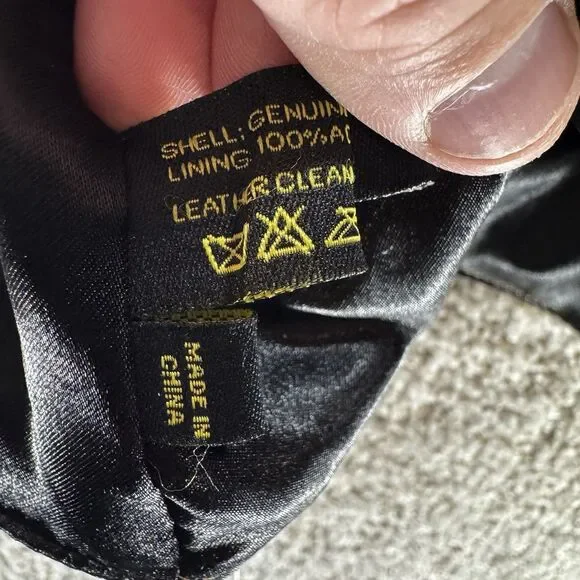 SHELL: GENUIN
LINING 100%A
LEATHER CLEAN
MADE IN
CHINA